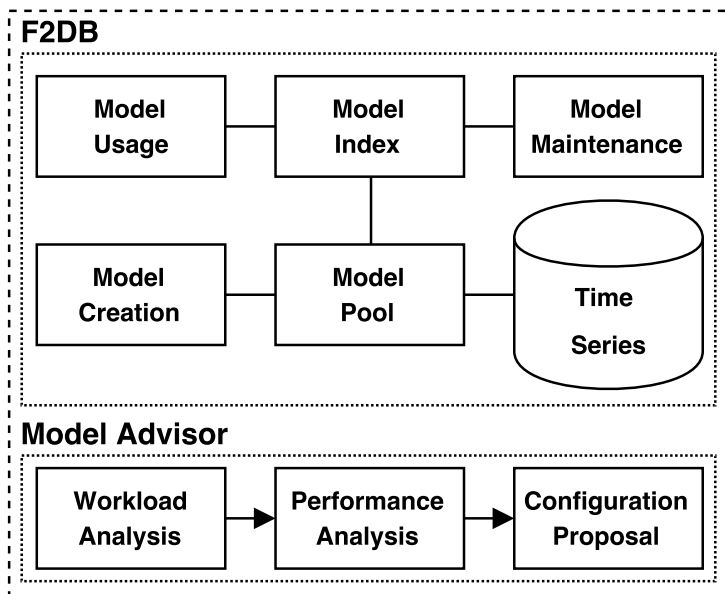 F2DB
Model
Usage
Model
Index
Model
Maintenance
Model
Creation
Model
Pool
Time
Series
Model Advisor
Workload
Analysis
Performance
Analysis
Configuration
Proposal